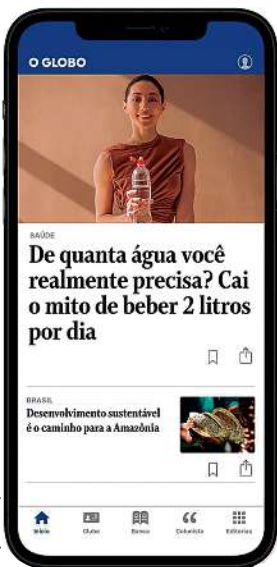 O GLOBO
SAÚDE
De quanta água você
realmente precisa? Cai
o mito de beber 2 litros
por dia
BRASIL
Desenvolvimento sustentável
é o caminho para a Amazônia
Início
Clube
Banca
Colunista
Editorias